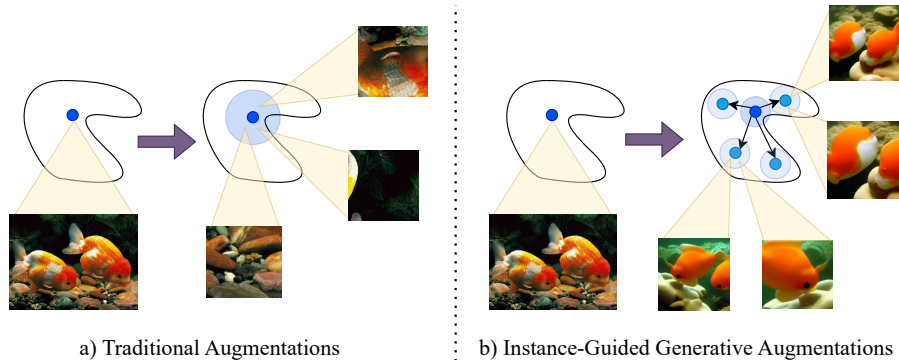 a) Traditional Augmentations
b) Instance-Guided Generative Augmentations